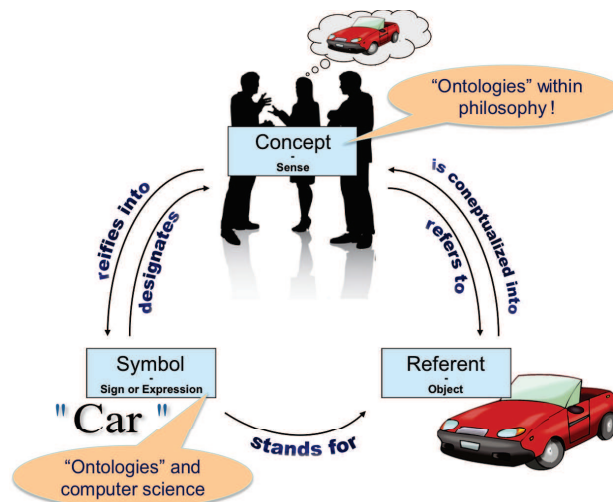 “Ontologies” within
philosophy!
Concept
-
Sense
reifies into
designates
is coneptualized into
refers to
Symbol
-
Sign or Expression
Referent
-
Object
" Car "
stands for
“Ontologies” and
computer science